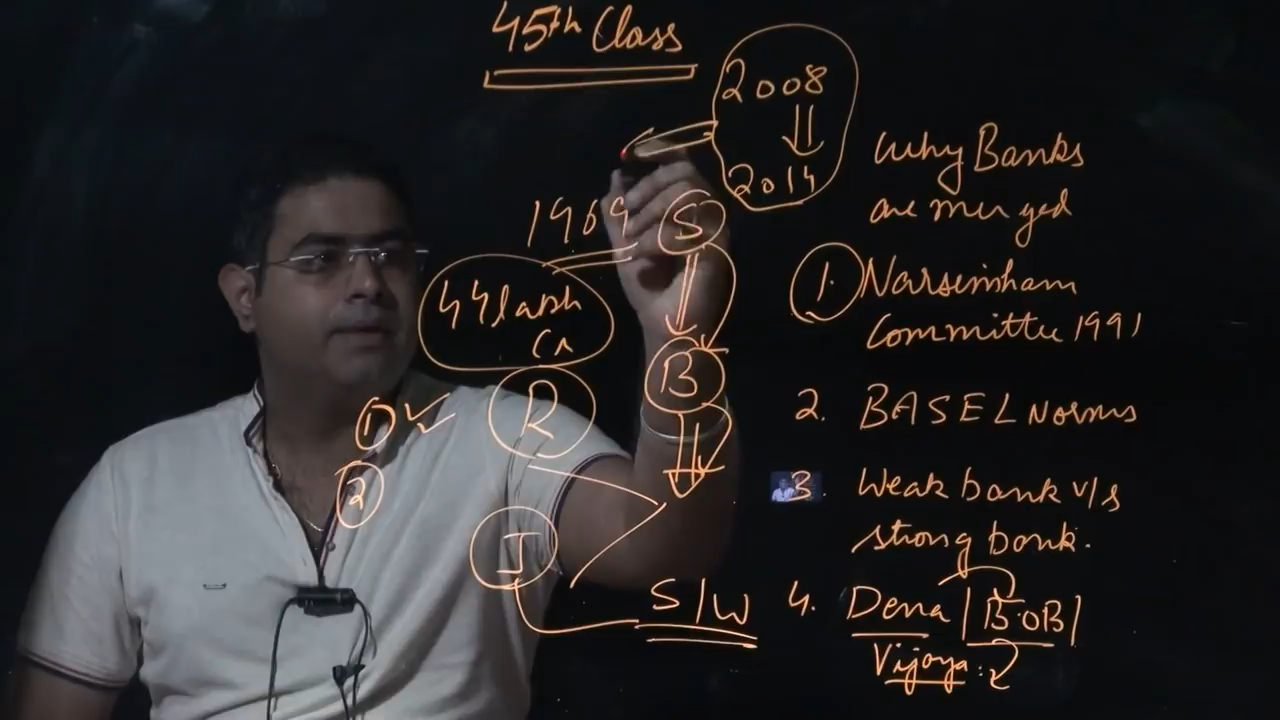 45th Class
2008
2014
Why Banks
are merged
1969
S
44 lakh
Cr
1. Narsimham
Committee 1991
B
R
1
2
2. BASEL Norms
3. Weak bank v/s
strong bank.
I
S/W
4. Dena | B.OB |
Vijaya :